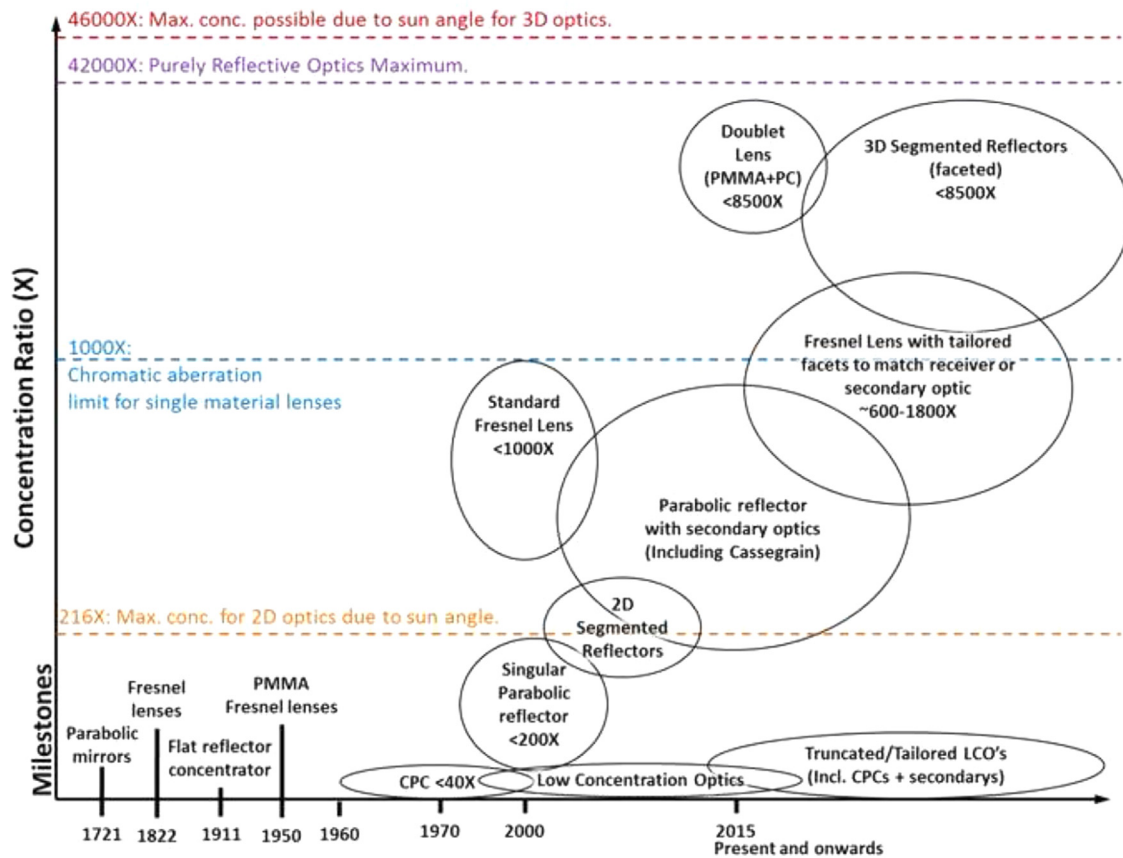 46000X: Max. conc. possible due to sun angle for 3D optics.
42000X: Purely Reflective Optics Maximum.
Doublet
Lens
(PMMA+PC)
<8500X
3D Segmented Reflectors
(faceted)
<8500X
Concentration Ratio (X)
1000X:
Chromatic aberration
limit for single material lenses
Fresnel Lens with tailored
facets to match receiver or
secondary optic
~600-1800X
Standard
Fresnel Lens
<1000X
Parabolic reflector
with secondary optics
(Including Cassegrain)
216X: Max. conc. for 2D optics due to sun angle.
2D
Segmented
Reflectors
Singular
Parabolic
reflector
<200X
Milestones
Parabolic
mirrors
Fresnel
lenses
Flat reflector
concentrator
PMMA
Fresnel lenses
CPC <40X
Low Concentration Optics
Truncated/Tailored LCO's
(Incl. CPCs + secondarys)
1721 1822 1911 1950 1960 1970 2000 2015
Present and onwards